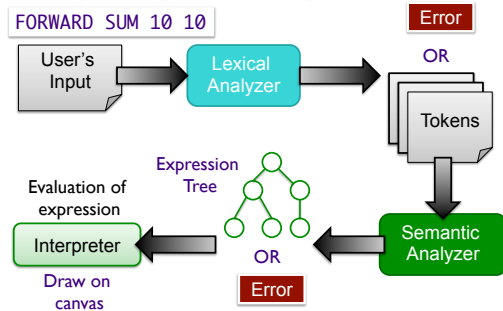 FORWARD SUM 10 10
User's
Input
Lexical
Analyzer
Error
OR
Tokens
Semantic
Analyzer
Expression
Tree
OR
Error
Evaluation of
expression
Interpreter
Draw on
canvas